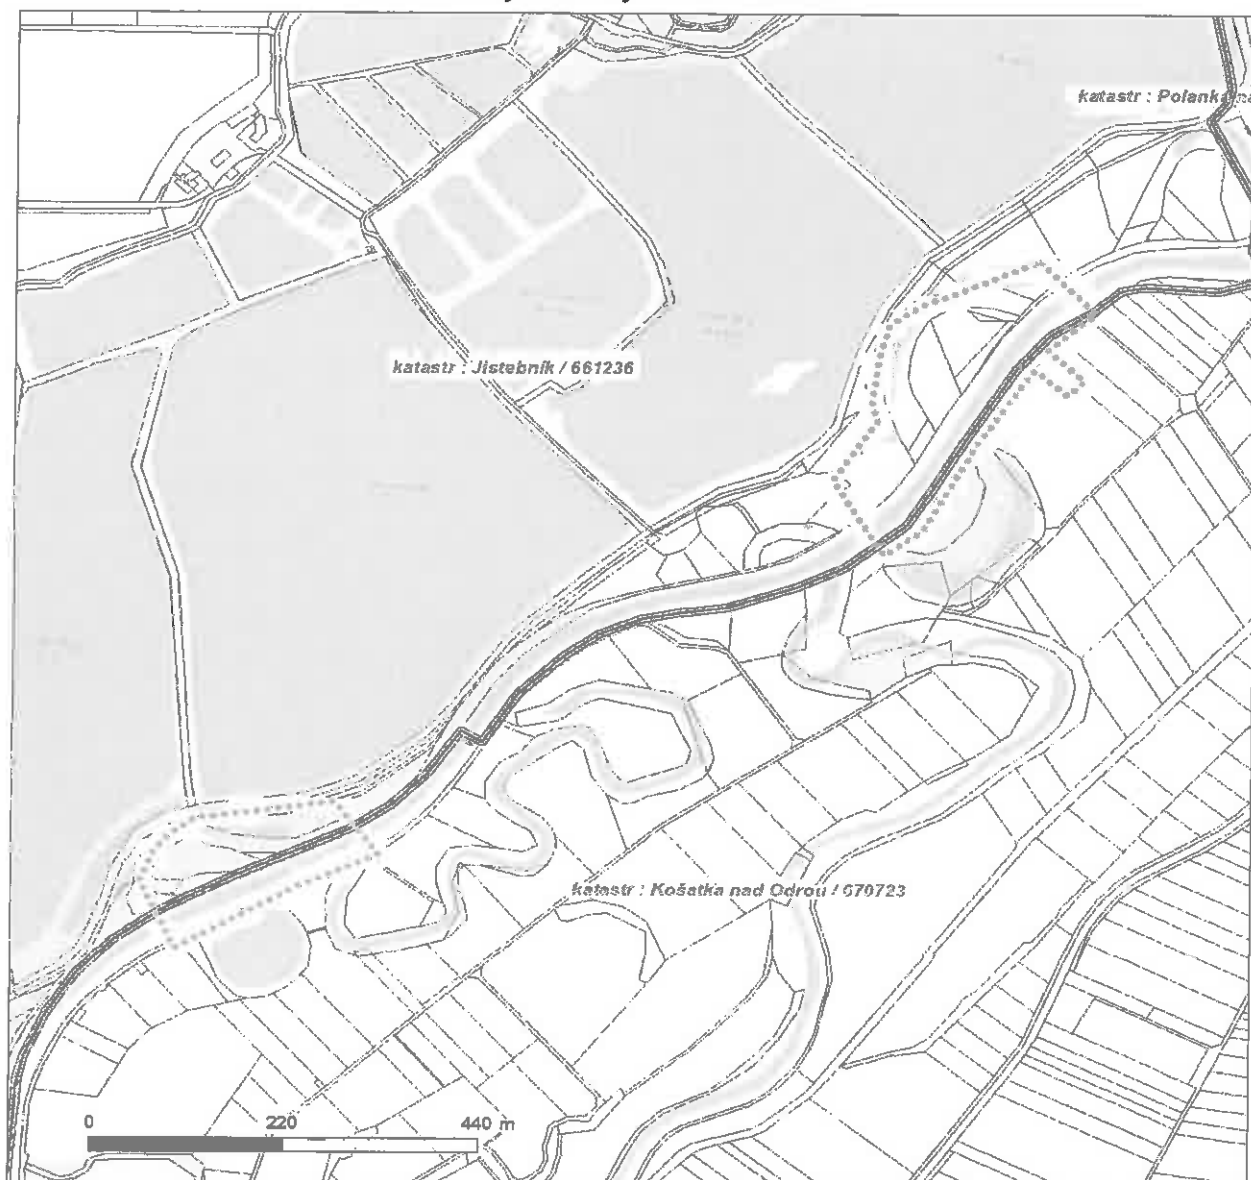 katastr : Polanka na
katastr : Jistebník / 661236
katastr : Košatka nad Odrou / 670723
0 220 440 m